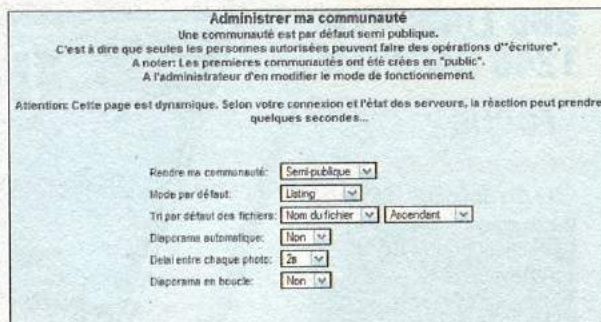 Administrer ma communauté
Une communauté est par défaut semi publique.
C'est à dire que seules les personnes autorisées peuvent faire des opérations d'"écriture".
A noter: Les premieres communautés ont été crées en "public".
A l'administrateur d'en modifier le mode de fonctionnement.
Attention: Cette page est dynamique. Selon votre connexion et l'état des serveurs, la réaction peut prendre
quelques secondes...
Rendre ma communauté: Semi-publique
Mode par défaut: Listing
Tri par défaut des fichiers: Nom du fichier Ascendant
Diaporama automatique: Non
Delai entre chaque photo: 2s
Diaporama en boucle: Non